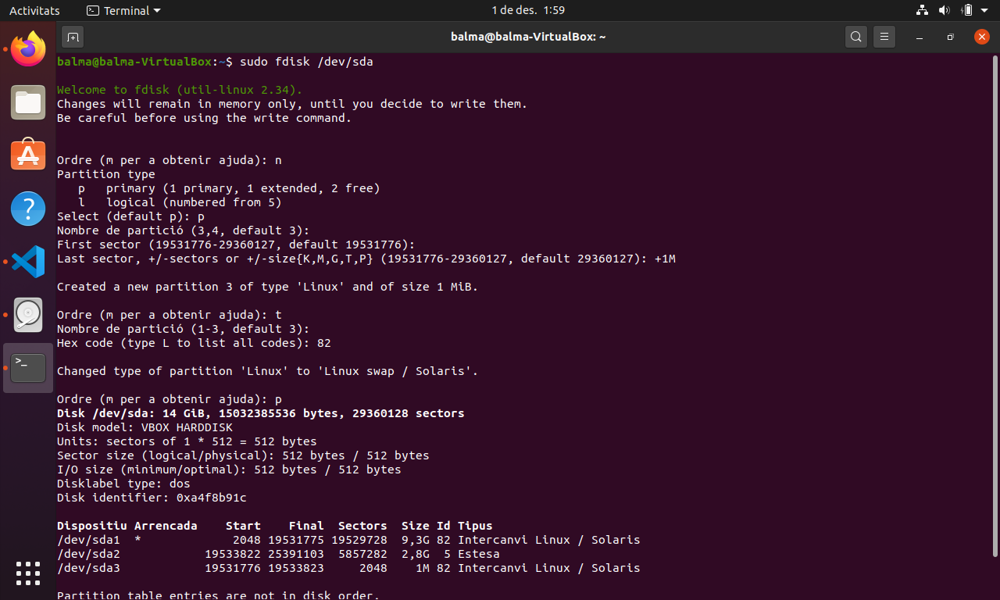 Activitats
Terminal
1 de des. 1:59
balma@balma-VirtualBox: ~
balma@balma-VirtualBox:~$ sudo fdisk /dev/sda
Welcome to fdisk (util-linux 2.34).
Changes will remain in memory only, until you decide to write them.
Be careful before using the write command.
Ordre (m per a obtenir ajuda): n
Partition type
   p   primary (1 primary, 1 extended, 2 free)
   l   logical (numbered from 5)
Select (default p): p
Nombre de partició (3,4, default 3):
First sector (19531776-29360127, default 19531776):
Last sector, +/-sectors or +/-size{K,M,G,T,P} (19531776-29360127, default 29360127): +1M
Created a new partition 3 of type 'Linux' and of size 1 MiB.
Ordre (m per a obtenir ajuda): t
Nombre de partició (1-3, default 3):
Hex code (type L to list all codes): 82
Changed type of partition 'Linux' to 'Linux swap / Solaris'.
Ordre (m per a obtenir ajuda): p
Disk /dev/sda: 14 GiB, 15032385536 bytes, 29360128 sectors
Disk model: VBOX HARDDISK
Units: sectors of 1 * 512 = 512 bytes
Sector size (logical/physical): 512 bytes / 512 bytes
I/O size (minimum/optimal): 512 bytes / 512 bytes
Disklabel type: dos
Disk identifier: 0xa4f8b91c
Dispositiu Arrencada    Start    Final  Sectors  Size Id Tipus
/dev/sda1  *             2048 19531775 19529728  9,3G 82 Intercanvi Linux / Solaris
/dev/sda2            19533822 25391103  5857282  2,8G  5 Estesa
/dev/sda3            19531776 19533823     2048    1M 82 Intercanvi Linux / Solaris
Partition table entries are not in disk order.